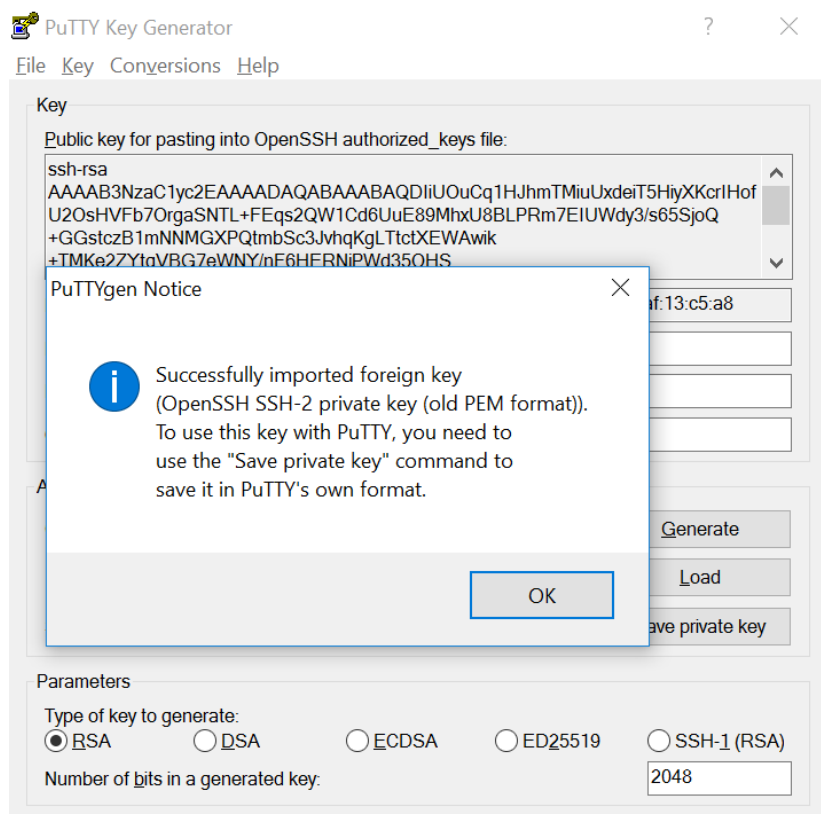 PuTTY Key Generator
File Key Conversions Help
Key
Public key for pasting into OpenSSH authorized_keys file:
ssh-rsa
AAAAB3NzaC1yc2EAAAADAQABAAABAQDIiUOuCq1HJhmTMiuUxdeiT5HiyXKcrIHof
U2OsHVFb7OrgaSNTL+FEqs2QW1Cd6UuE89MhxU8BLPRm7EIUWdy3/s65SjoQ
+GGstczB1mNNMGXPQtmbSc3JvhqKgLTtctXEWAwik
+TMKe2ZYtgVBG7eWNY/nE6HERNiPWd35OHS
PuTTYgen Notice
af:13:c5:a8
Successfully imported foreign key
(OpenSSH SSH-2 private key (old PEM format)).
To use this key with PuTTY, you need to
use the "Save private key" command to
save it in PuTTY's own format.
OK
Generate
Load
ave private key
Parameters
Type of key to generate:
RSA DSA ECDSA ED25519 SSH-1 (RSA)
Number of bits in a generated key:
2048